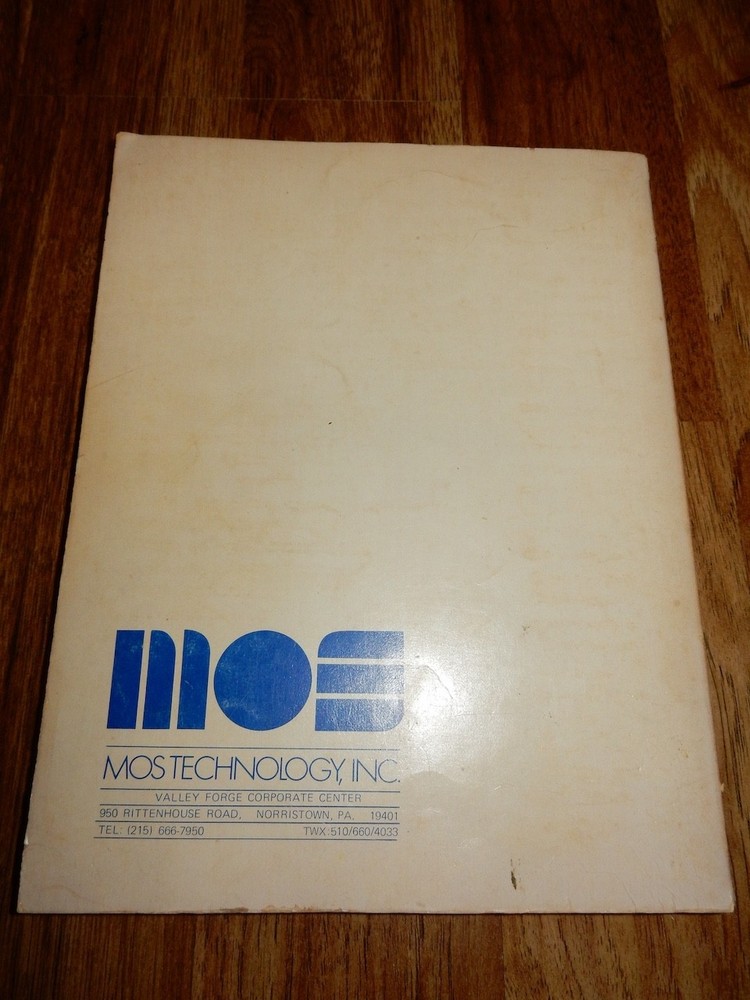 mos
MOS TECHNOLOGY, INC.
VALLEY FORGE CORPORATE CENTER
950 RITTENHOUSE ROAD, NORRISTOWN, PA. 19401
TEL: (215) 666-7950 TWX:510/660/4033